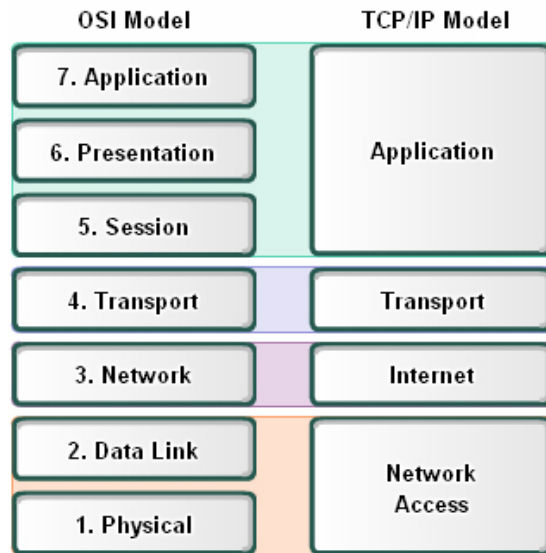 OSI Model
TCP/IP Model
7. Application
6. Presentation
5. Session
Application
4. Transport
Transport
3. Network
Internet
2. Data Link
1. Physical
Network
Access